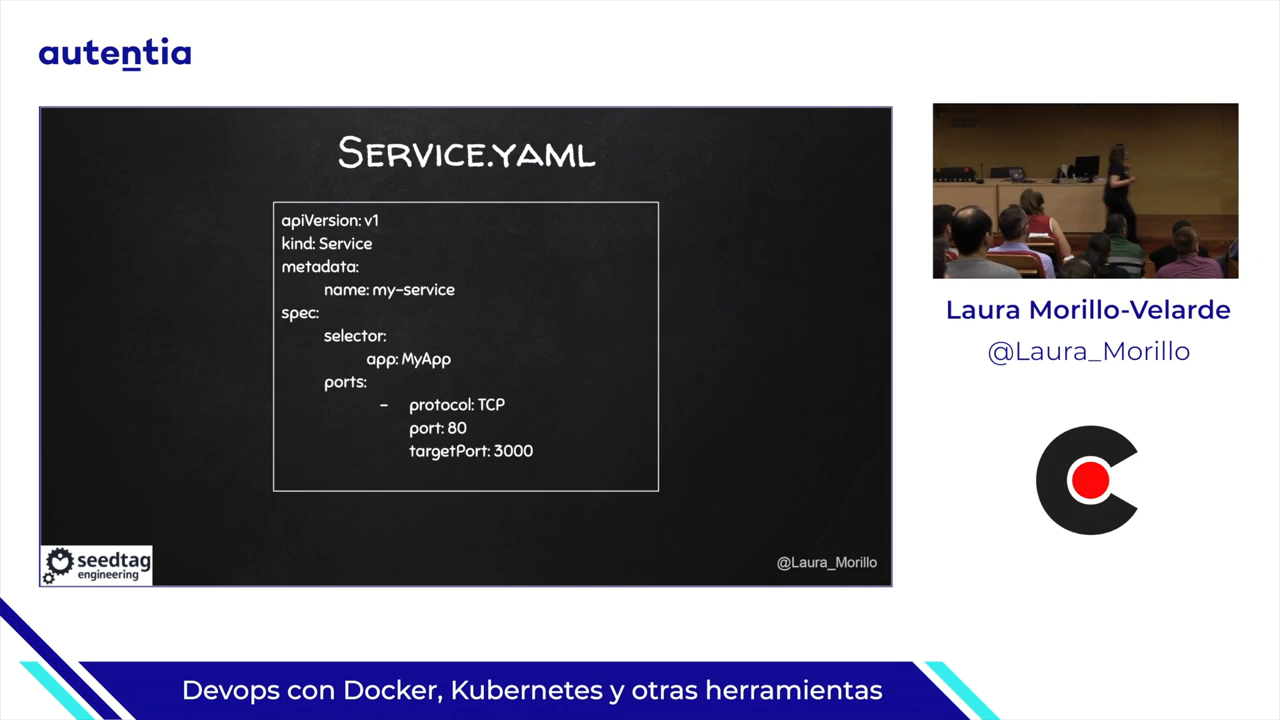 autentia
Service.yaml
apiVersion: v1
kind: Service
metadata:
name: my-service
spec:
selector:
app: MyApp
ports:
- protocol: TCP
port: 80
targetPort: 3000
seedtag
engineering
@Laura_Morillo
Laura Morillo-Velarde
@Laura_Morillo
Devops con Docker, Kubernetes y otras herramientas